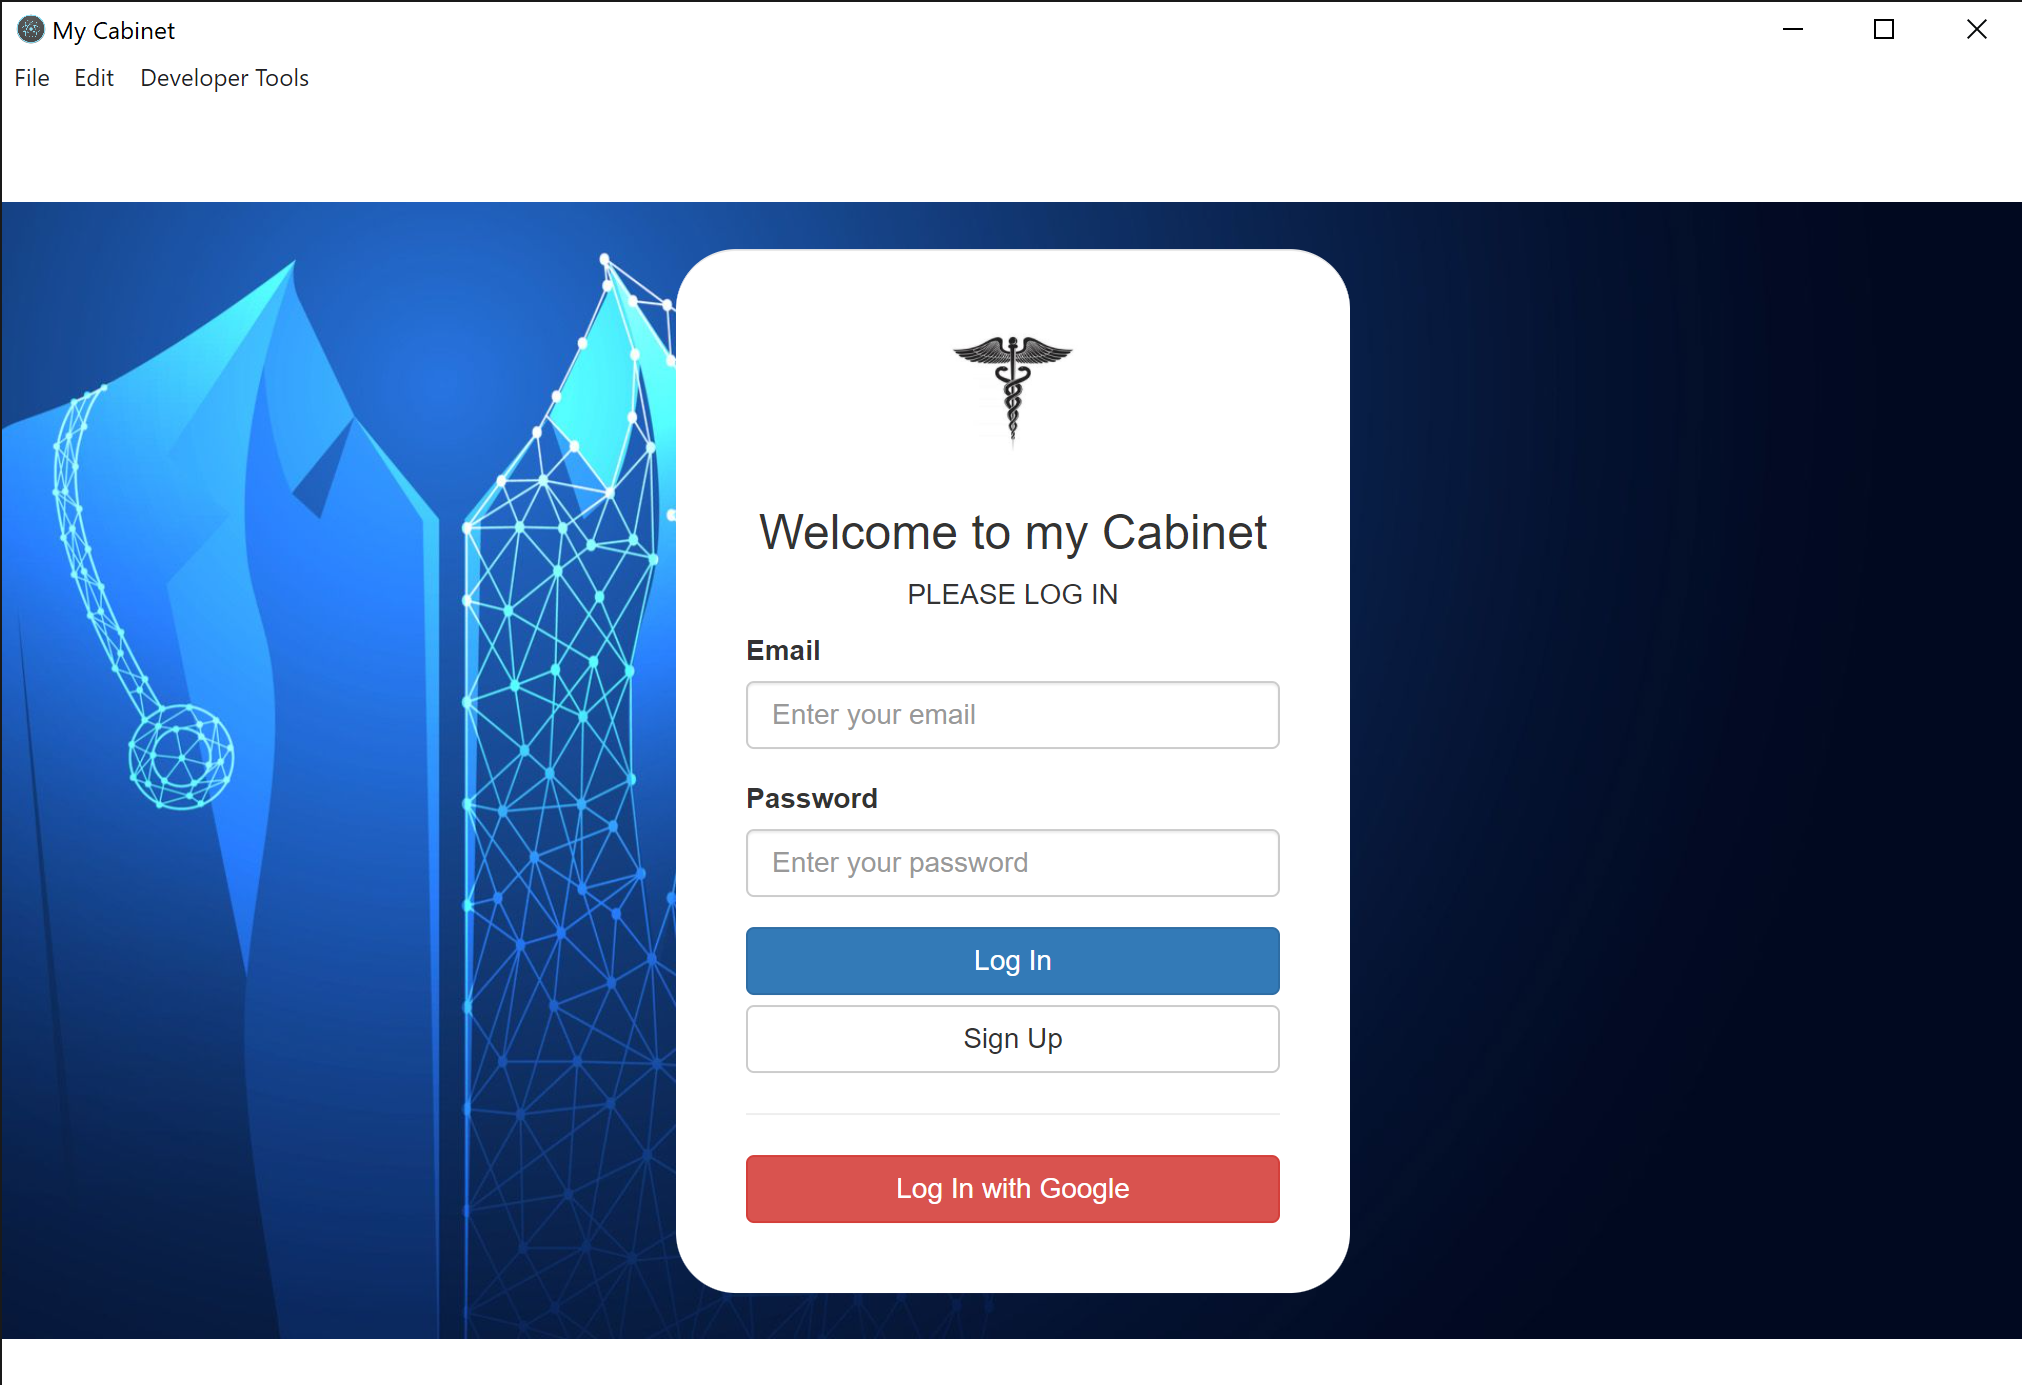 My Cabinet
File Edit Developer Tools
Welcome to my Cabinet
PLEASE LOG IN
Email
Enter your email
Password
Enter your password
Log In
Sign Up
Log In with Google